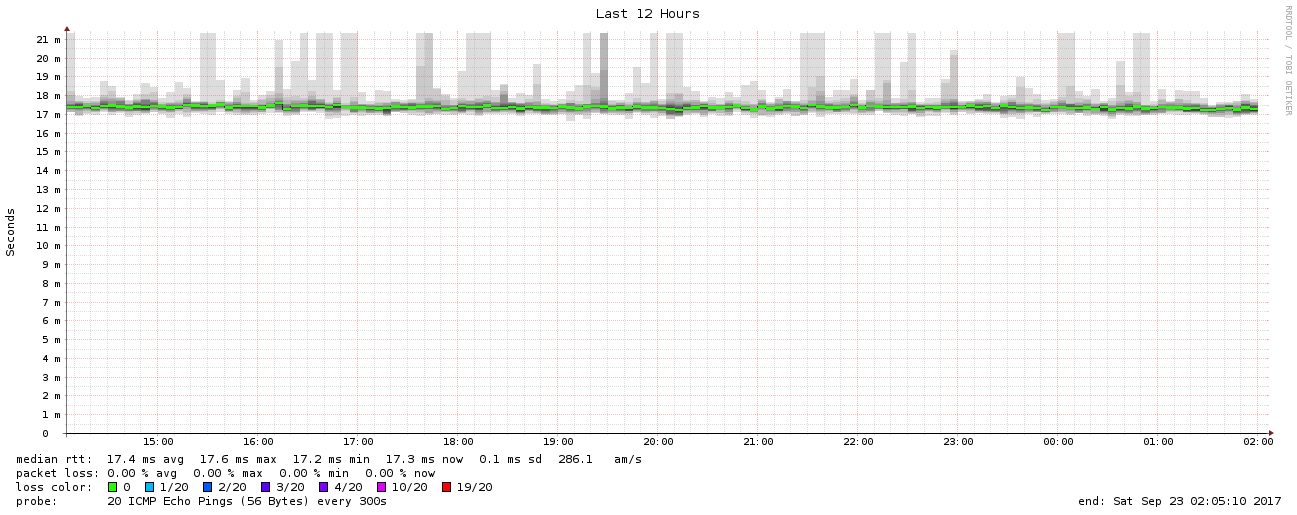 Last 12 Hours
RRDTOOL / TOBI OETIKER
Seconds
21 m
20 m
19 m
18 m
17 m
16 m
15 m
14 m
13 m
12 m
11 m
10 m
9 m
8 m
7 m
6 m
5 m
4 m
3 m
2 m
1 m
0
15:00 16:00 17:00 18:00 19:00 20:00 21:00 22:00 23:00 00:00 01:00 02:00
median rtt: 17.4 ms avg 17.6 ms max 17.2 ms min 17.3 ms now 0.1 ms sd 286.1 am/s
packet loss: 0.00 % avg 0.00 % max 0.00 % min 0.00 % now
loss color: 0 1/20 2/20 3/20 4/20 10/20 19/20
probe: 20 ICMP Echo Pings (56 Bytes) every 300s end: Sat Sep 23 02:05:10 2017